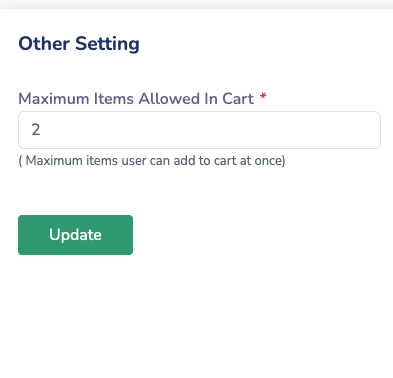 Other Setting
Maximum Items Allowed In Cart *
2
( Maximum items user can add to cart at once)
Update